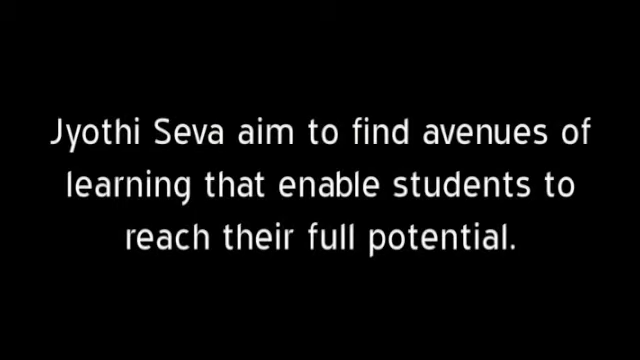 Jyothi Seva aim to find avenues of
learning that enable students to
reach their full potential.